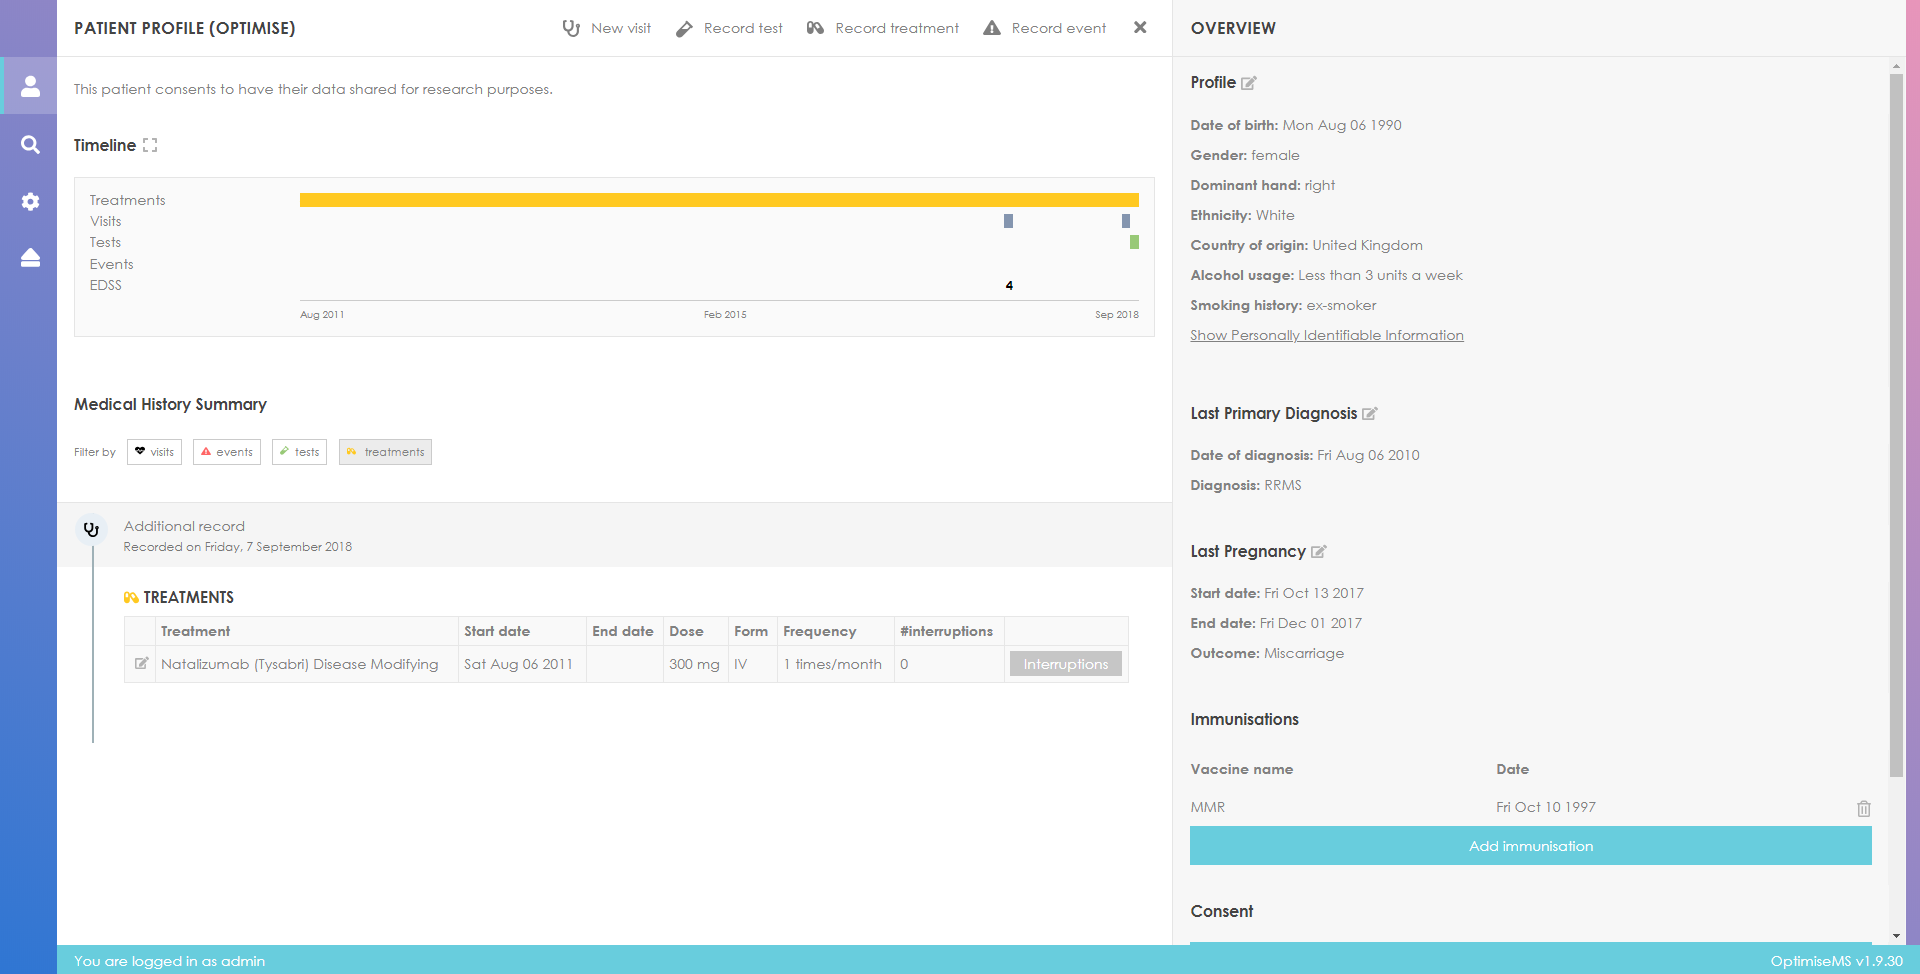 PATIENT PROFILE (OPTIMISE)
New visit
Record test
Record treatment
Record event
This patient consents to have their data shared for research purposes.
Timeline
Treatments
Visits
Tests
Events
EDSS
4
Aug 2011
Feb 2015
Sep 2018
Medical History Summary
Filter by
visits
events
tests
treatments
Additional record
Recorded on Friday, 7 September 2018
TREATMENTS
Treatment Start date End date Dose Form Frequency #interruptions
Natalizumab (Tysabri) Disease Modifying Sat Aug 06 2011 300 mg IV 1 times/month 0 Interruptions
OVERVIEW
Profile
Date of birth: Mon Aug 06 1990
Gender: female
Dominant hand: right
Ethnicity: White
Country of origin: United Kingdom
Alcohol usage: Less than 3 units a week
Smoking history: ex-smoker
Show Personally Identifiable Information
Last Primary Diagnosis
Date of diagnosis: Fri Aug 06 2010
Diagnosis: RRMS
Last Pregnancy
Start date: Fri Oct 13 2017
End date: Fri Dec 01 2017
Outcome: Miscarriage
Immunisations
Vaccine name Date
MMR Fri Oct 10 1997
Add immunisation
Consent
You are logged in as admin
OptimiseMS v1.9.30